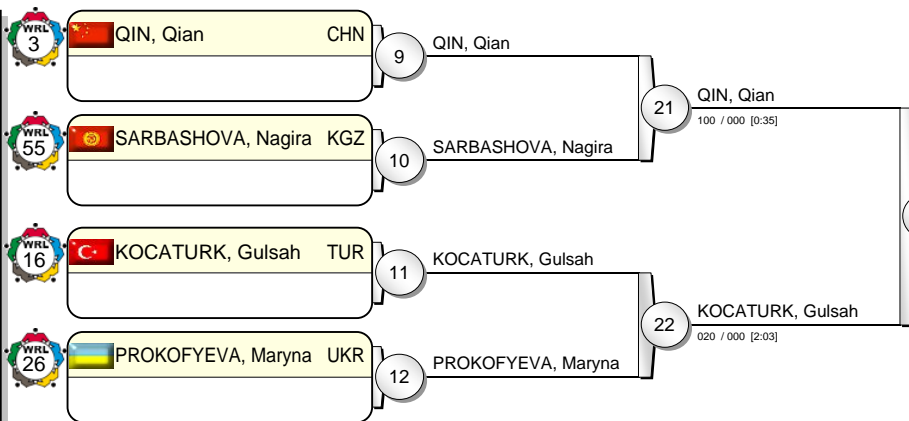 WRL
3
QIN, Qian CHN
9
QIN, Qian
21
QIN, Qian
100 / 000 [0:35]
WRL
55
SARBASHOVA, Nagira KGZ
10
SARBASHOVA, Nagira
WRL
16
KOCATURK, Gulsah TUR
11
KOCATURK, Gulsah
22
KOCATURK, Gulsah
020 / 000 [2:03]
WRL
26
PROKOFYEVA, Maryna UKR
12
PROKOFYEVA, Maryna